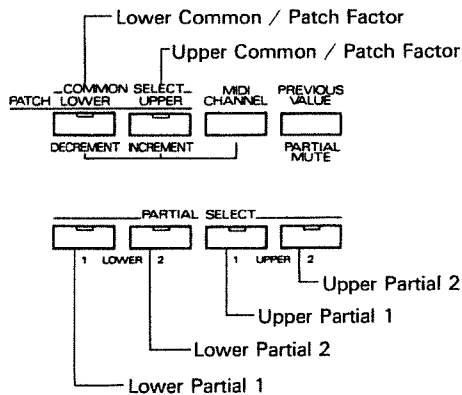 Lower Common / Patch Factor
Upper Common / Patch Factor
COMMON SELECT MIDI PREVIOUS
PATCH LOWER UPPER CHANNEL VALUE
DECREMENT INCREMENT PARTIAL
MUTE
PARTIAL SELECT
1 LOWER 2 1 UPPER 2
Upper Partial 2
Upper Partial 1
Lower Partial 2
Lower Partial 1